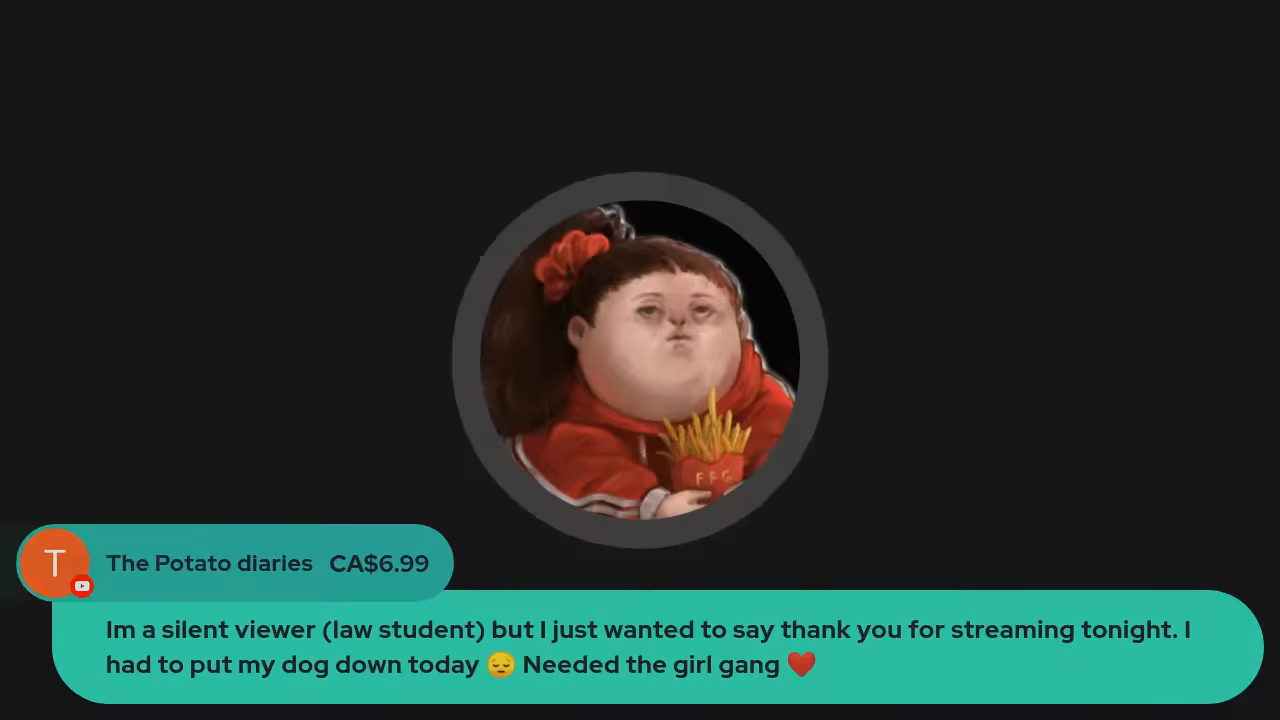 FFG
T
The Potato diaries CA$6.99
Im a silent viewer (law student) but I just wanted to say thank you for streaming tonight. I
had to put my dog down today 😔 Needed the girl gang ❤️